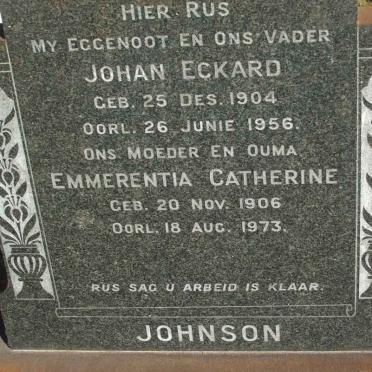 HIER RUS
MY EGGENOOT EN ONS VADER
JOHAN ECKARD
GEB. 25 DES. 1904
OORL. 26 JUNIE 1956.
ONS MOEDER EN OUMA
EMMERENTIA CATHERINE
GEB. 20 NOV. 1906
OORL. 18 AUG. 1973.
RUS SAG U ARBEID IS KLAAR.
JOHNSON